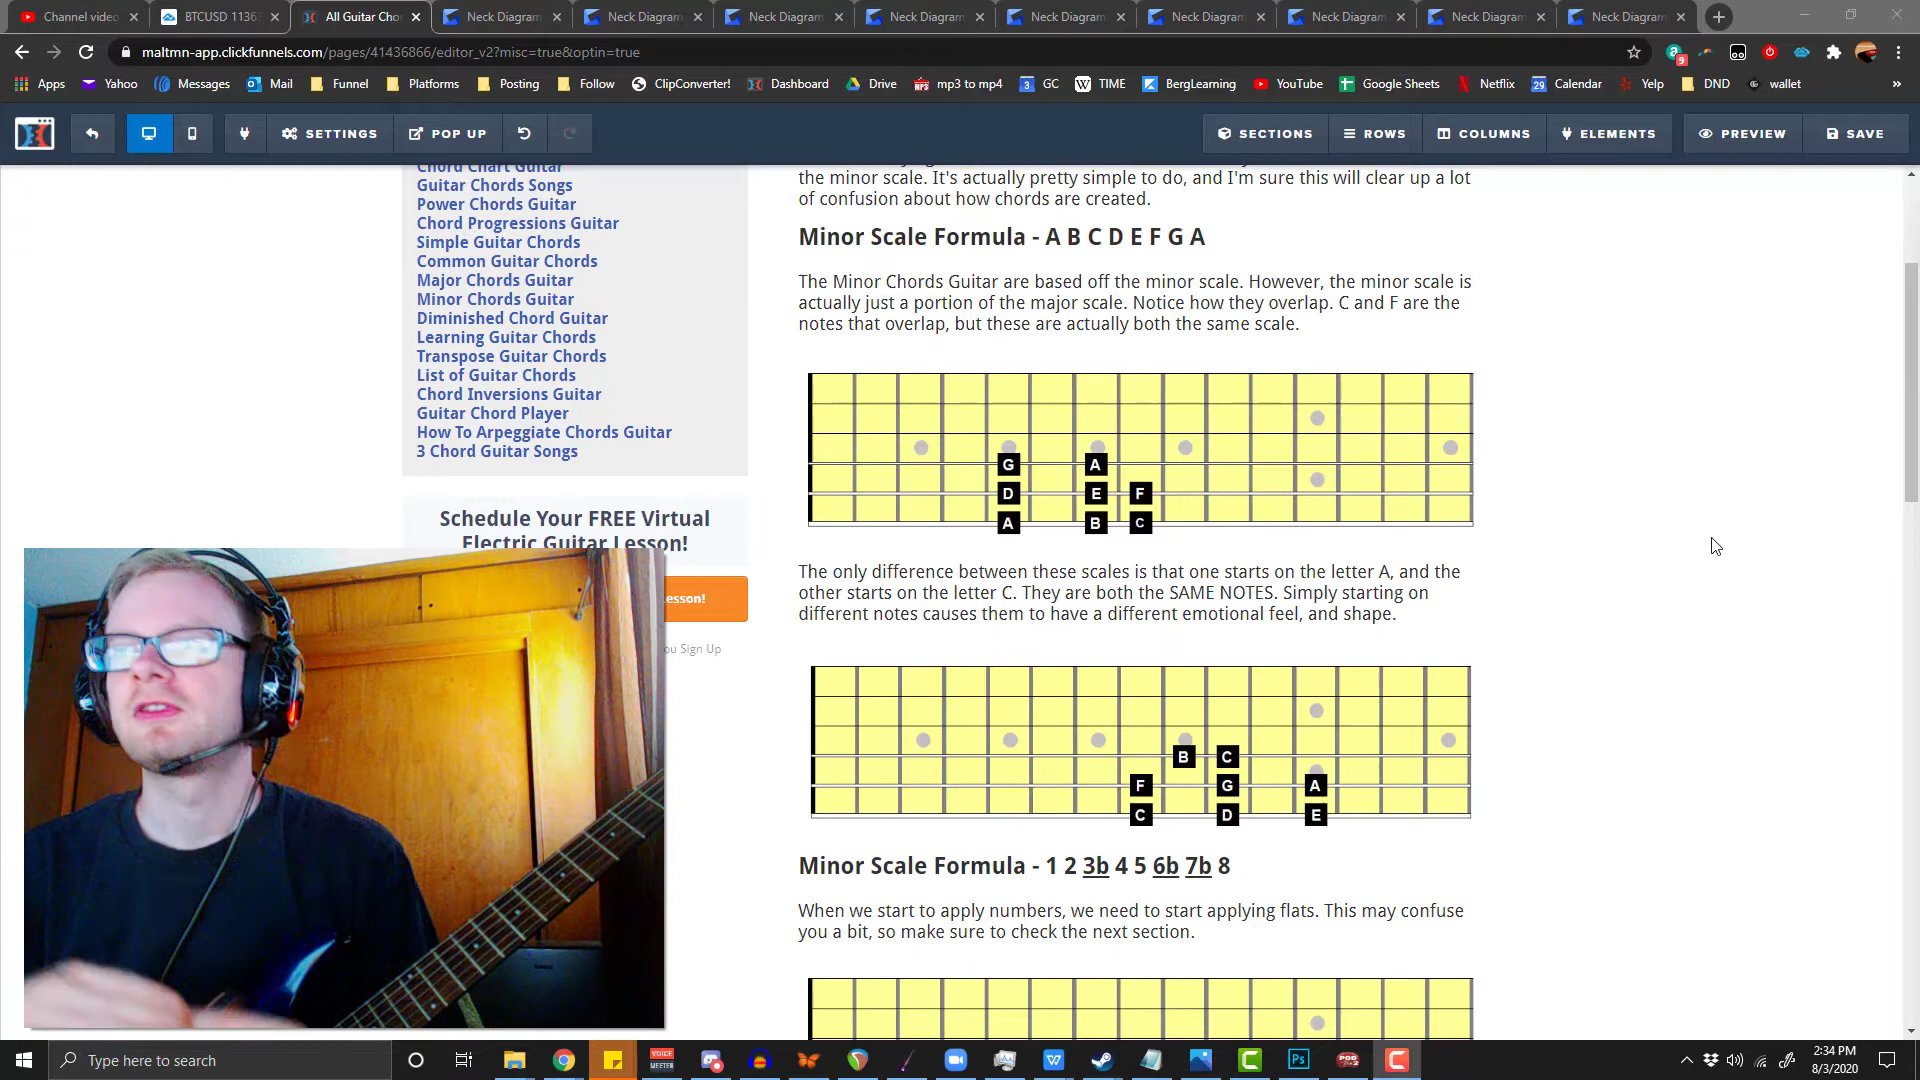 Channel video
BTCUSD 1136
All Guitar Cho
Neck Diagram
Neck Diagram
Neck Diagram
Neck Diagram
Neck Diagram
Neck Diagram
Neck Diagram
Neck Diagram
Neck Diagram
maltmn-app.clickfunnels.com/pages/41436866/editor_v2?misc=true&optin=true
9
Apps
Yahoo
Messages
Mail
Funnel
Platforms
Posting
Follow
ClipConverter!
Dashboard
Drive
mp3 to mp4
GC
TIME
BergLearning
YouTube
Google Sheets
Netflix
Calendar
Yelp
DND
wallet
SETTINGS
POP UP
SECTIONS
ROWS
COLUMNS
ELEMENTS
PREVIEW
SAVE
Chord Chart Guitar
Guitar Chords Songs
Power Chords Guitar
Chord Progressions Guitar
Simple Guitar Chords
Common Guitar Chords
Major Chords Guitar
Minor Chords Guitar
Diminished Chord Guitar
Learning Guitar Chords
Transpose Guitar Chords
List of Guitar Chords
Chord Inversions Guitar
Guitar Chord Player
How To Arpeggiate Chords Guitar
3 Chord Guitar Songs
Schedule Your FREE Virtual
Electric Guitar Lesson!
esson!
ou Sign Up
the minor scale. It's actually pretty simple to do, and I'm sure this will clear up a lot
of confusion about how chords are created.
Minor Scale Formula - A B C D E F G A
The Minor Chords Guitar are based off the minor scale. However, the minor scale is
actually just a portion of the major scale. Notice how they overlap. C and F are the
notes that overlap, but these are actually both the same scale.
G A
D E F
A B C
The only difference between these scales is that one starts on the letter A, and the
other starts on the letter C. They are both the SAME NOTES. Simply starting on
different notes causes them to have a different emotional feel, and shape.
B C
F G A
C D E
Minor Scale Formula - 1 2 3b 4 5 6b 7b 8
When we start to apply numbers, we need to start applying flats. This may confuse
you a bit, so make sure to check the next section.
Type here to search
VOICE
MEETER
Ps
2:34 PM
8/3/2020